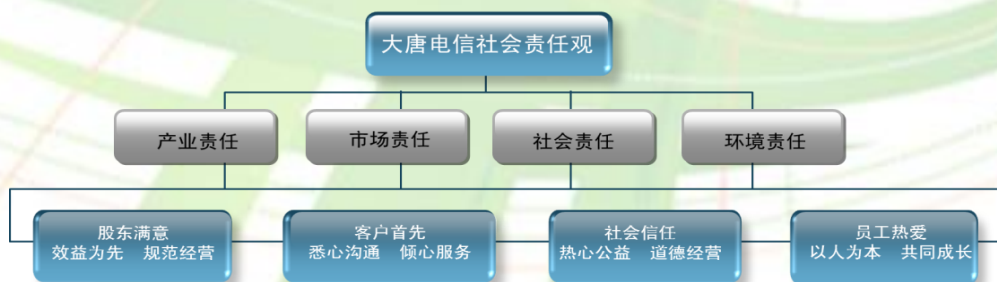 大唐电信社会责任观
产业责任
市场责任
社会责任
环境责任
股东满意
效益为先 规范经营
客户首先
悉心沟通 倾心服务
社会信任
热心公益 道德经营
员工热爱
以人为本 共同成长